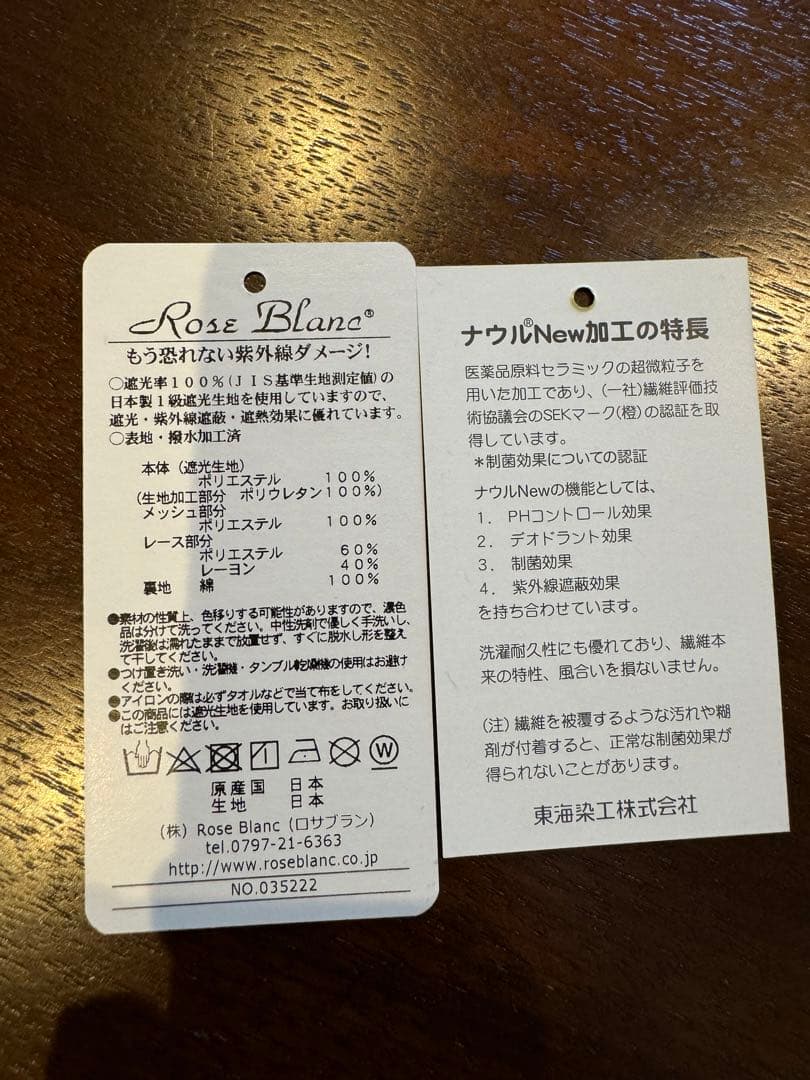 Rose Blanc®
もう恐れない紫外線ダメージ!
○遮光率100%(JIS基準生地測定値)の
日本製1級遮光生地を使用していますので、
遮光・紫外線遮蔽・遮熱効果に優れています。
○表地・撥水加工済
本体(遮光生地)
ポリエステル 100%
(生地加工部分 ポリウレタン100%)
メッシュ部分
ポリエステル 100%
レース部分
ポリエステル 60%
レーヨン 40%
裏地 綿 100%
●素材の性質上、色移りする可能性がありますので、濃色
品は分けて洗ってください。中性洗剤で優しく手洗いし、
洗濯後は濡れたままで放置せず、すぐに脱水し形を整え
て干してください。
●つけ置き洗い・洗濯機・タンブル乾燥機の使用はお避け
ください。
●アイロンの際は必ずタオルなどで当て布をしてください。
●この商品には遮光生地を使用しています。お取り扱いに
はご注意ください。
W
原産国 日本
生地 日本
(株) Rose Blanc (ロサブラン)
tel.0797-21-6363
http://www.roseblanc.co.jp
NO.035222
ナウル®New加工の特長
医薬品原料セラミックの超微粒子を
用いた加工であり、(一社)繊維評価技
術協議会のSEKマーク(橙)の認証を取
得しています。
*制菌効果についての認証
ナウルNewの機能としては、
1. PHコントロール効果
2. デオドラント効果
3. 制菌効果
4. 紫外線遮蔽効果
を持ち合わせています。
洗濯耐久性にも優れており、繊維本
来の特性、風合いを損ないません。
(注)繊維を被覆するような汚れや糊
剤が付着すると、正常な制菌効果が
得られないことがあります。
東海染工株式会社